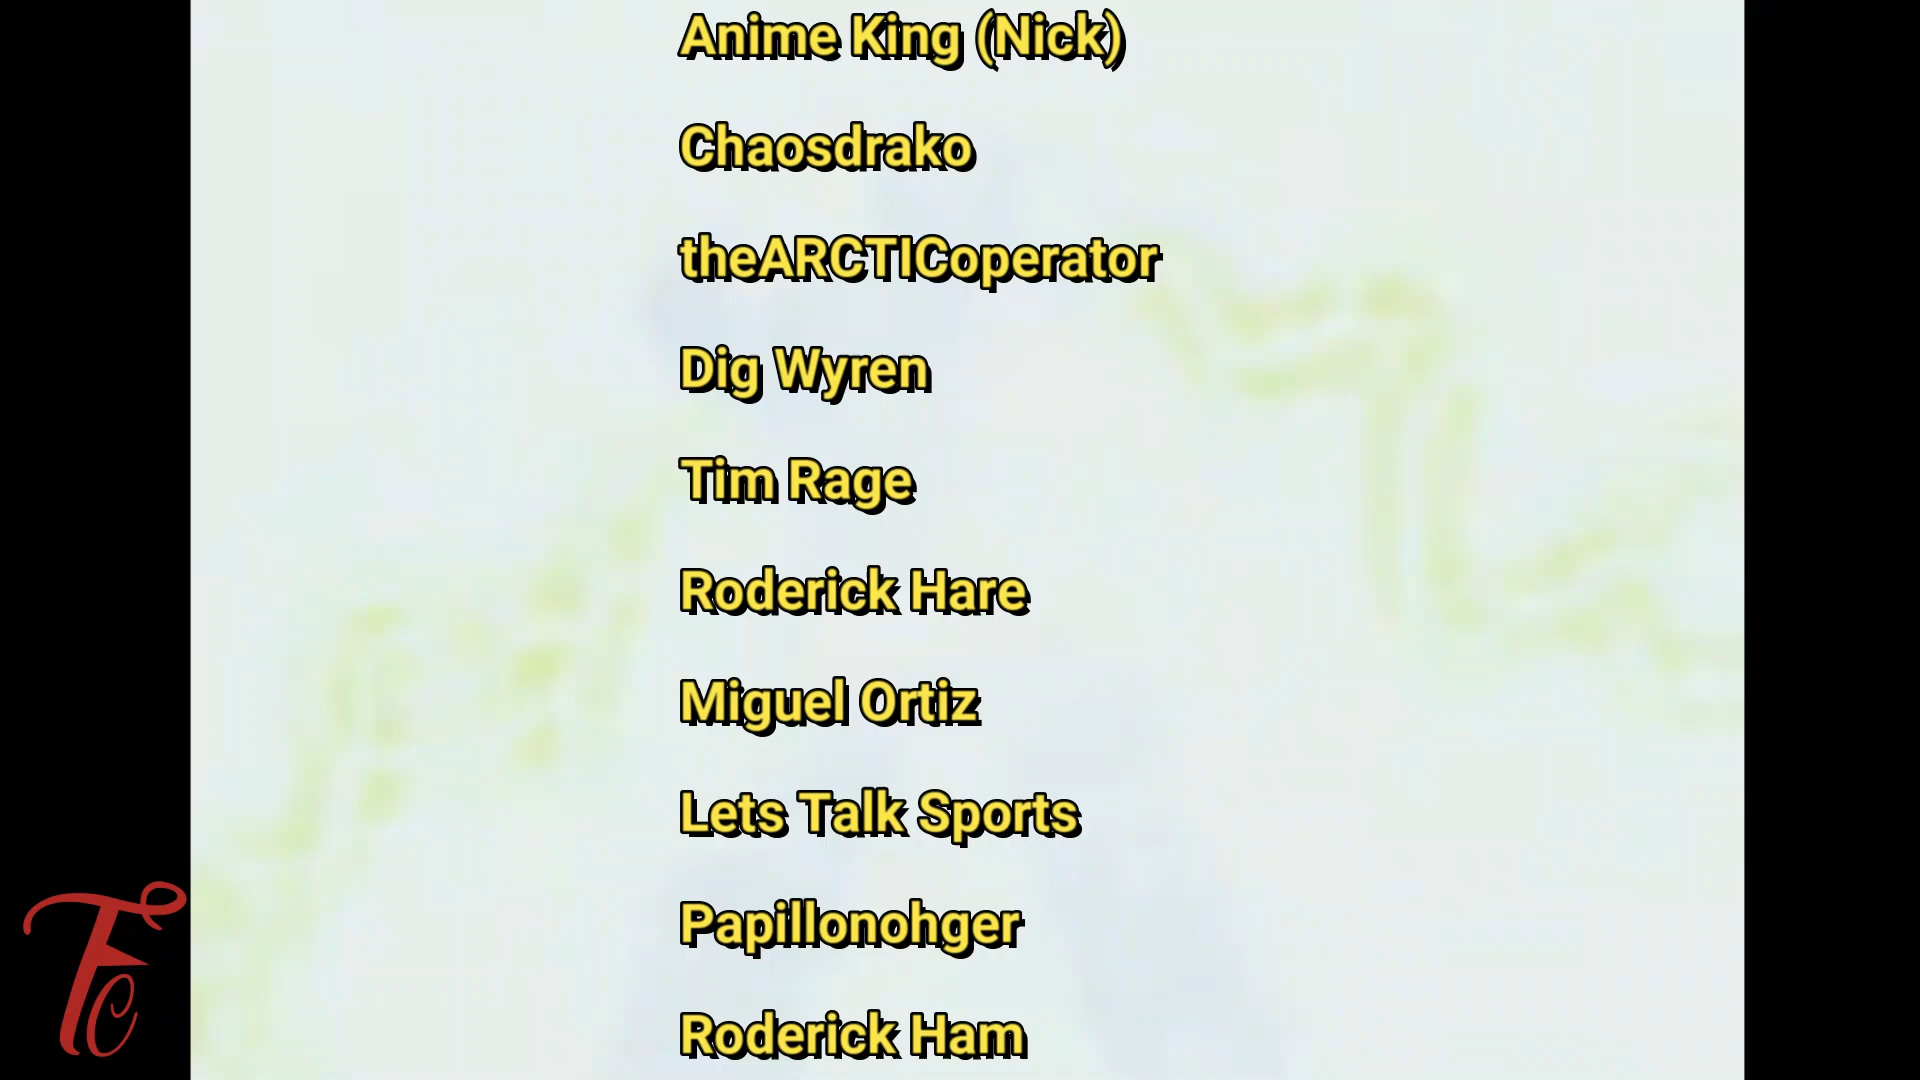 Anime King (Nick)
Chaosdrako
theARCTICoperator
Dig Wyren
Tim Rage
Roderick Hare
Miguel Ortiz
Lets Talk Sports
Papillonohger
Roderick Ham
FC